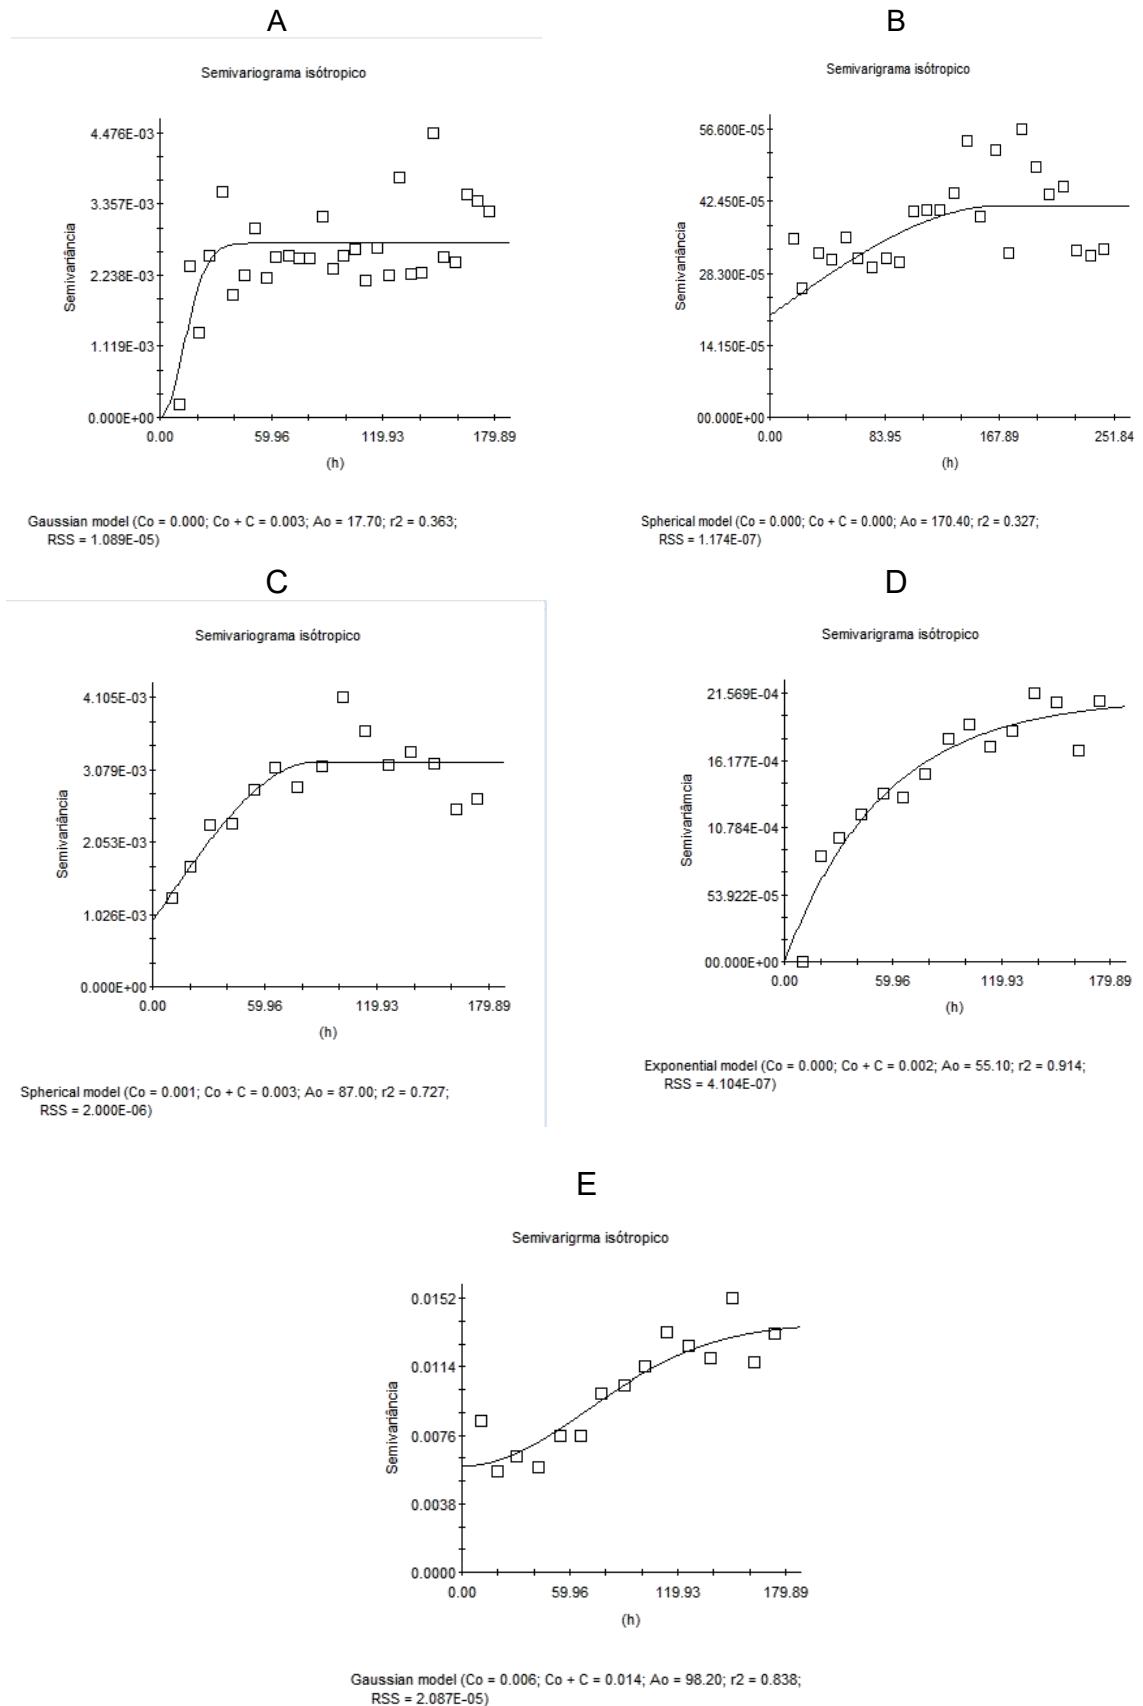 A
Semivariograma isótropico
4.476E-03
3.357E-03
2.238E-03
1.119E-03
0.000E+00
Semivariância
0.00
59.96
119.93
179.89
(h)
Gaussian model (Co = 0.000; Co + C = 0.003; Ao = 17.70; r2 = 0.363;
RSS = 1.089E-05)
B
Semivarigrama isótropico
56.600E-05
42.450E-05
28.300E-05
14.150E-05
00.000E+00
Semivariância
0.00
83.95
167.89
251.84
(h)
Spherical model (Co = 0.000; Co + C = 0.000; Ao = 170.40; r2 = 0.327;
RSS = 1.174E-07)
C
Semivariograma isótropico
4.105E-03
3.079E-03
2.053E-03
1.026E-03
0.000E+00
Semivariância
0.00
59.96
119.93
179.89
(h)
Spherical model (Co = 0.001; Co + C = 0.003; Ao = 87.00; r2 = 0.727;
RSS = 2.000E-06)
D
Semivarigrama isótropico
21.569E-04
16.177E-04
10.784E-04
53.922E-05
00.000E+00
Semivariâmcia
0.00
59.96
119.93
179.89
(h)
Exponential model (Co = 0.000; Co + C = 0.002; Ao = 55.10; r2 = 0.914;
RSS = 4.104E-07)
E
Semivarigrma isótropico
0.0152
0.0114
0.0076
0.0038
0.0000
Semivariância
0.00
59.96
119.93
179.89
(h)
Gaussian model (Co = 0.006; Co + C = 0.014; Ao = 98.20; r2 = 0.838;
RSS = 2.087E-05)